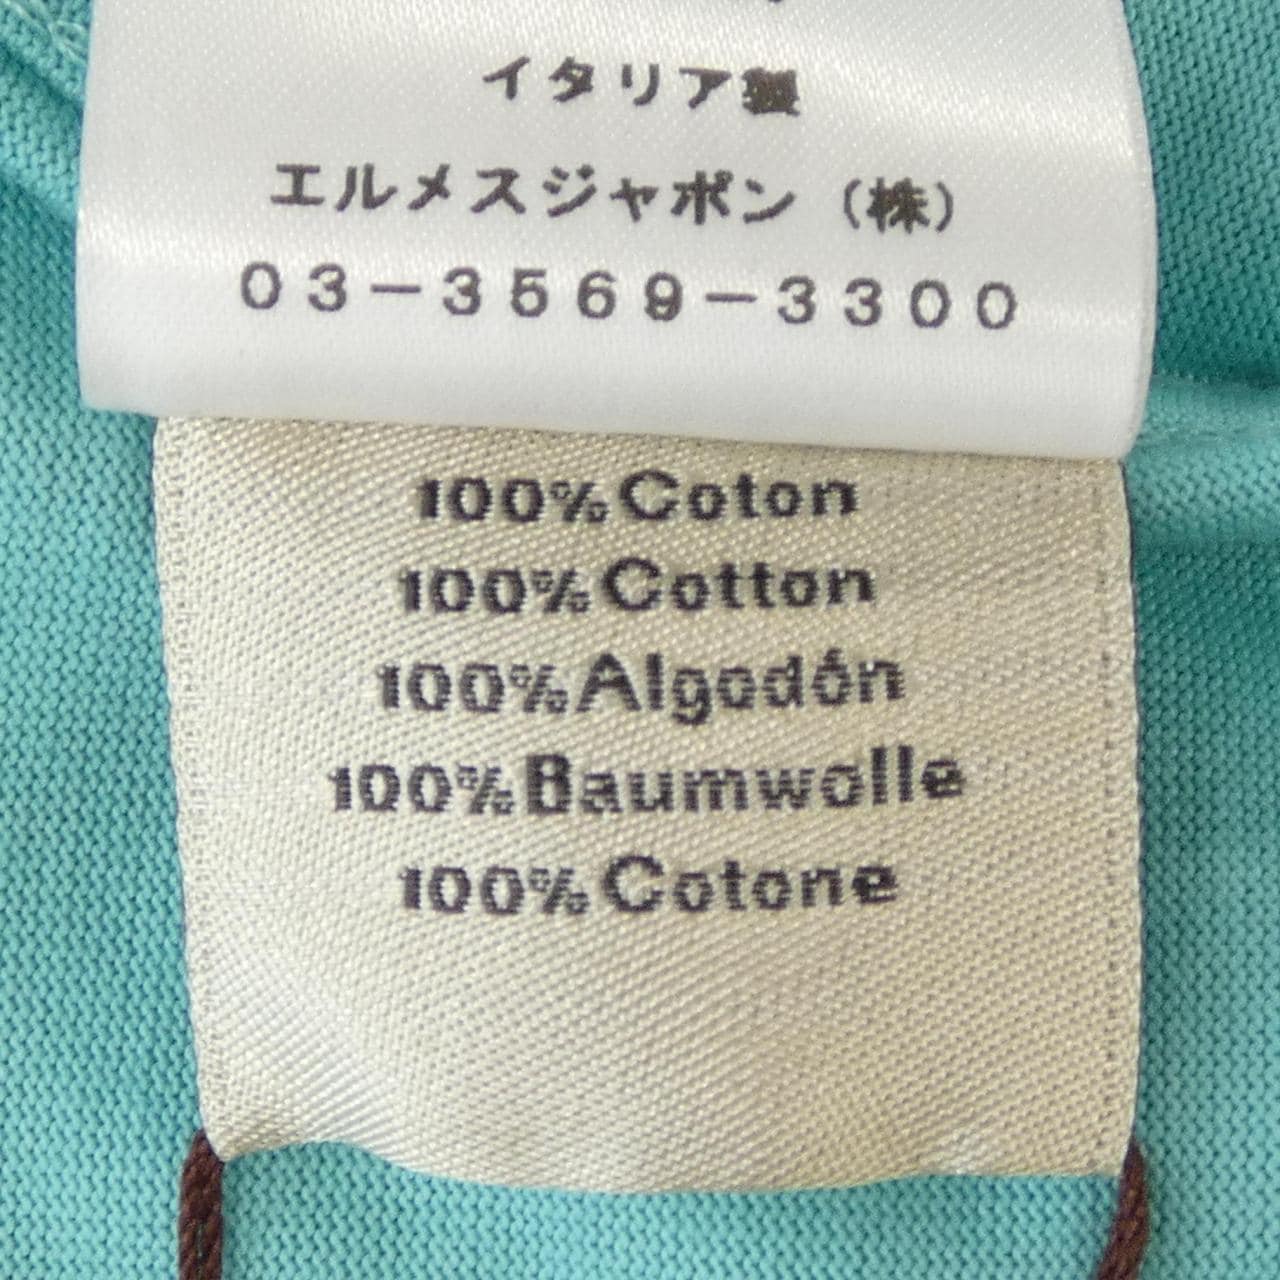 イタリア製
エルメスジャポン（株）
03-3569-3300
100% Coton
100% Cotton
100% Algodón
100% Baumwolle
100% Cotone